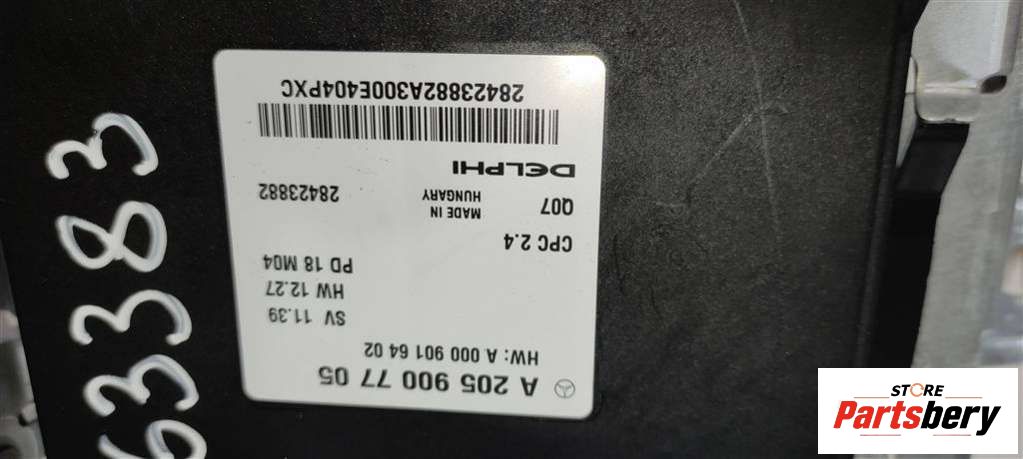 A 205 900 77 05
HW: A 000 901 64 02
SV 11.39
HW 12.27
PD 18 M04
CPC 2.4
Q07 MADE IN HUNGARY 28423882
DELPHI
28423882A300E404PXC
63383
STORE
Partsbery